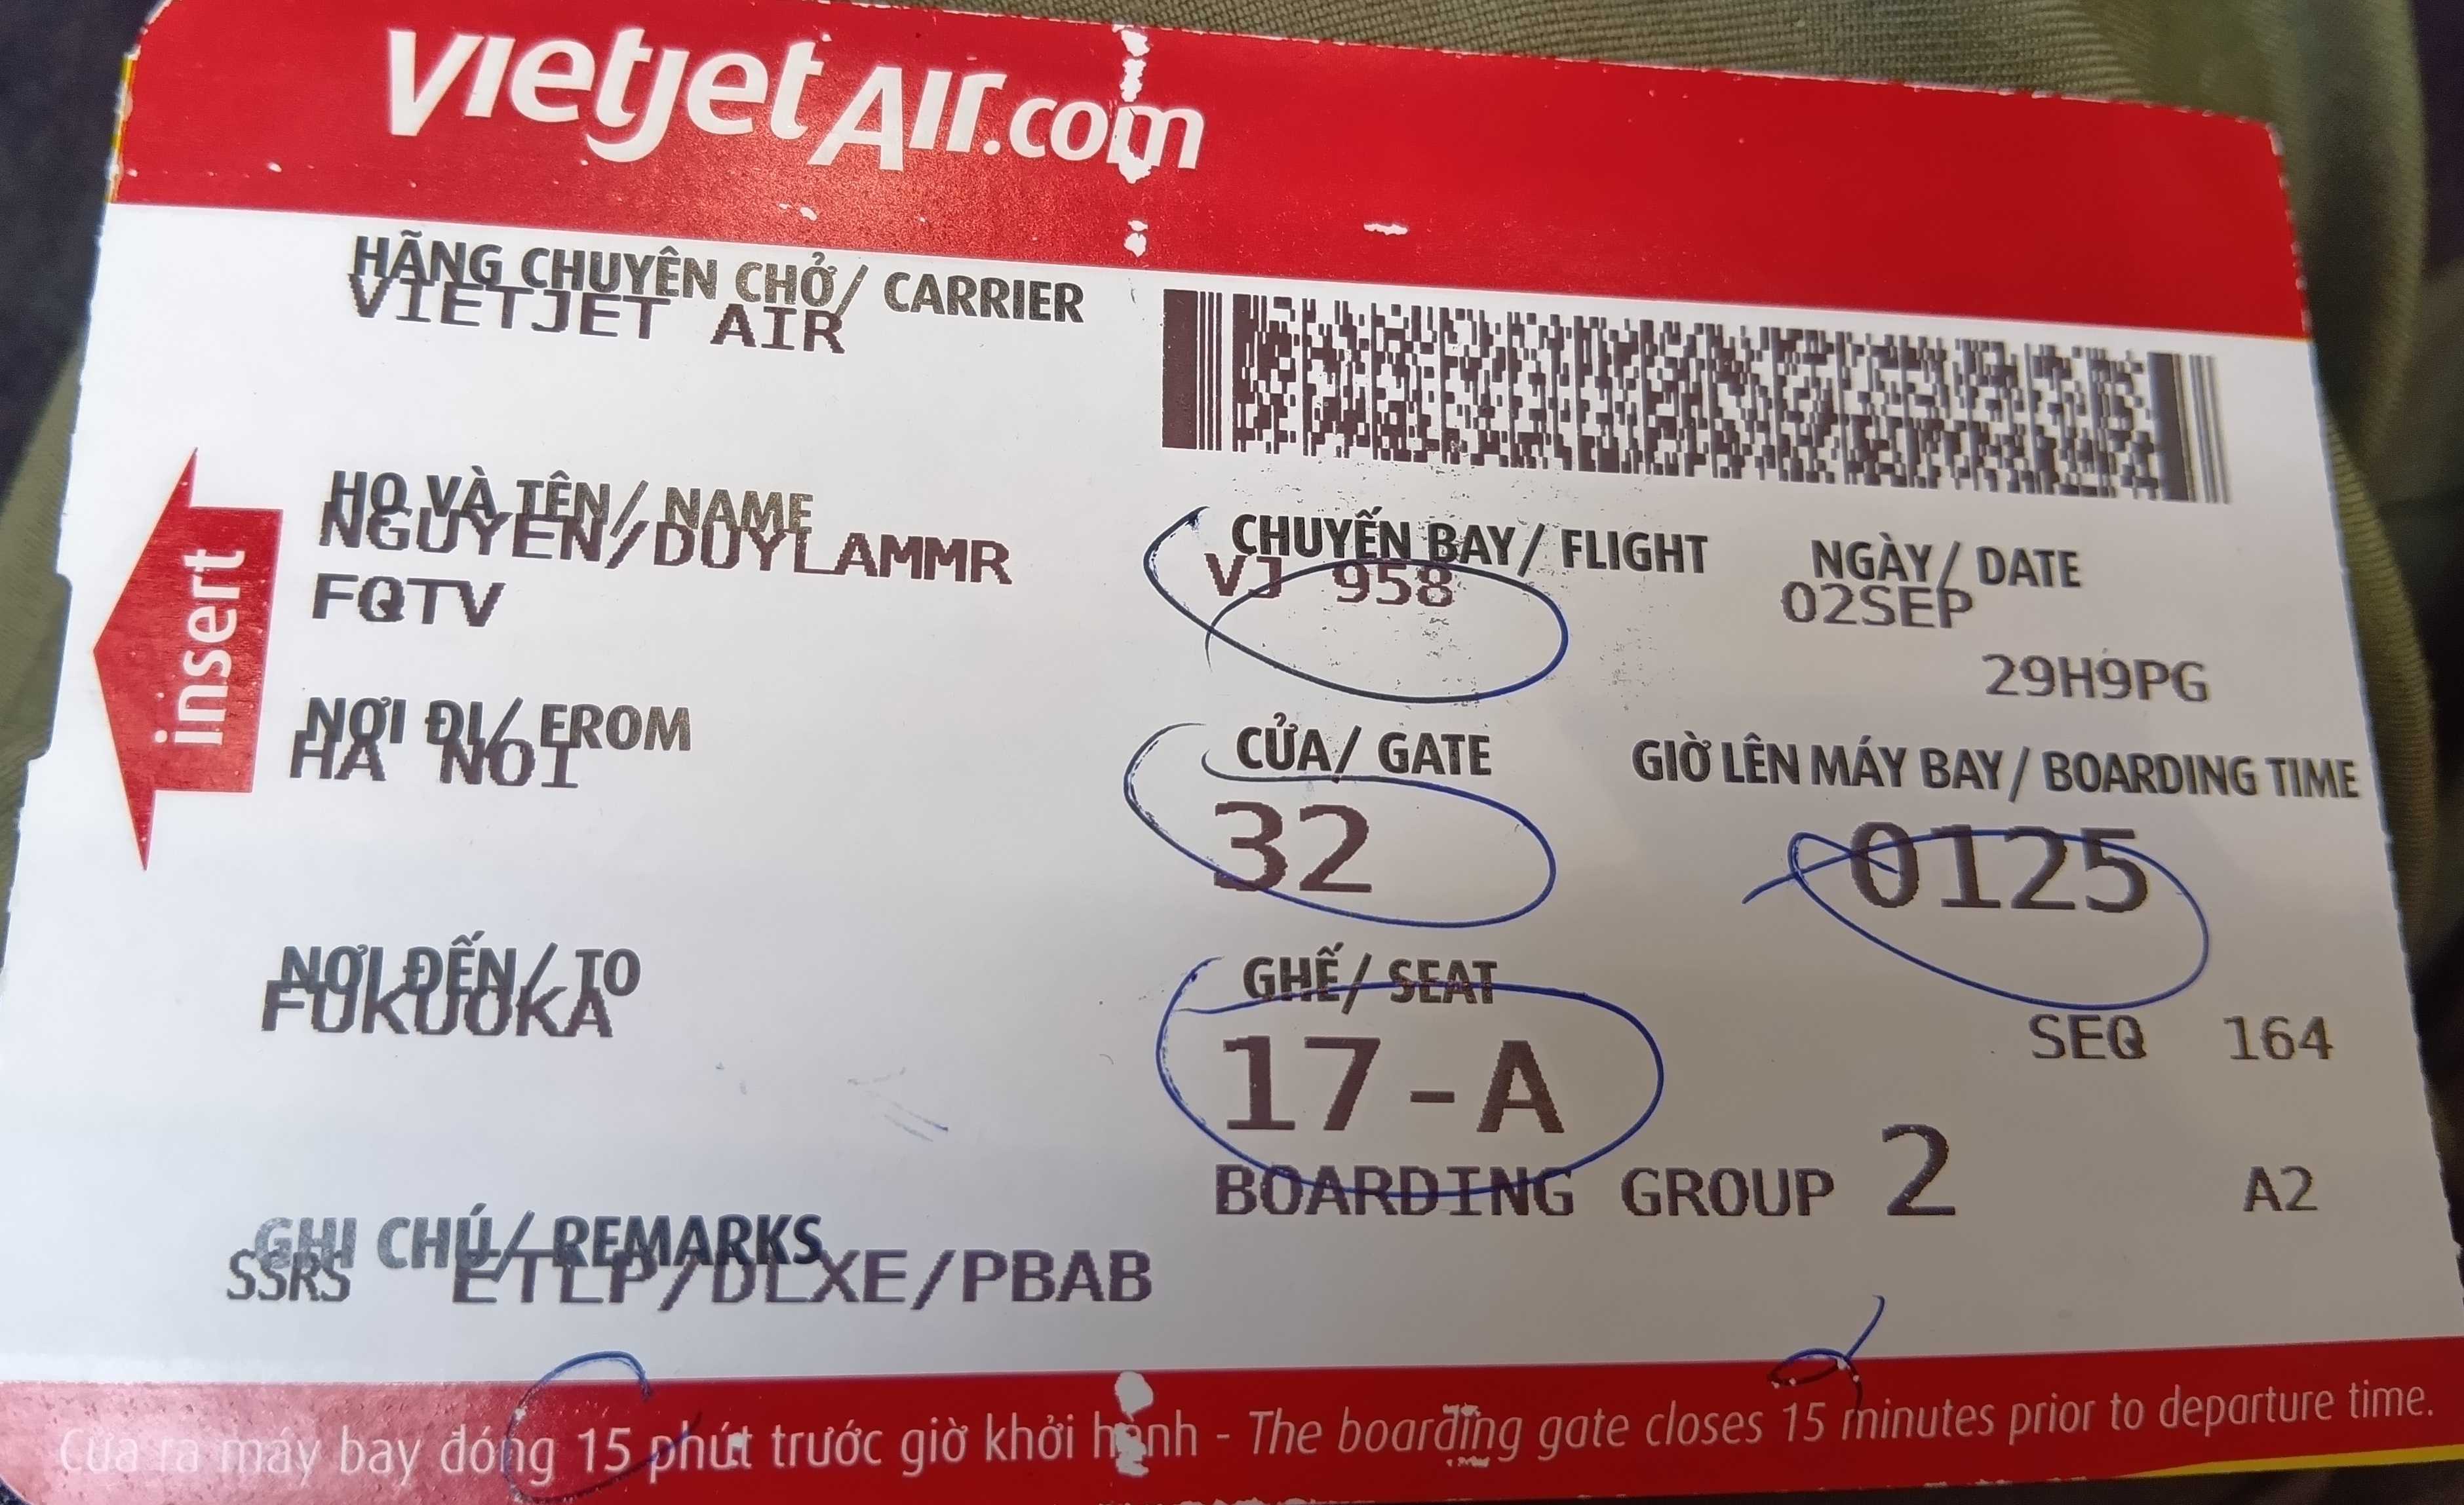 vietjetAir.com
HÃNG CHUYÊN CHỞ/ CARRIER
VIETJET AIR
HỌ VÀ TÊN/ NAME
NGUYEN/DUYLAMMR
FQTV
CHUYẾN BAY/ FLIGHT
VJ 958
NGÀY/ DATE
02SEP
29H9PG
insert
NƠI ĐI/ FROM
HA NOI
CỬA/ GATE
32
GIỜ LÊN MÁY BAY/ BOARDING TIME
0125
NƠI ĐẾN/ TO
FUKUOKA
GHẾ/ SEAT
17-A
SEQ 164
BOARDING GROUP 2
A2
GHI CHÚ/ REMARKS
SSRS ETLP/DLXE/PBAB
Cửa ra máy bay đóng 15 phút trước giờ khởi hành - The boarding gate closes 15 minutes prior to departure time.